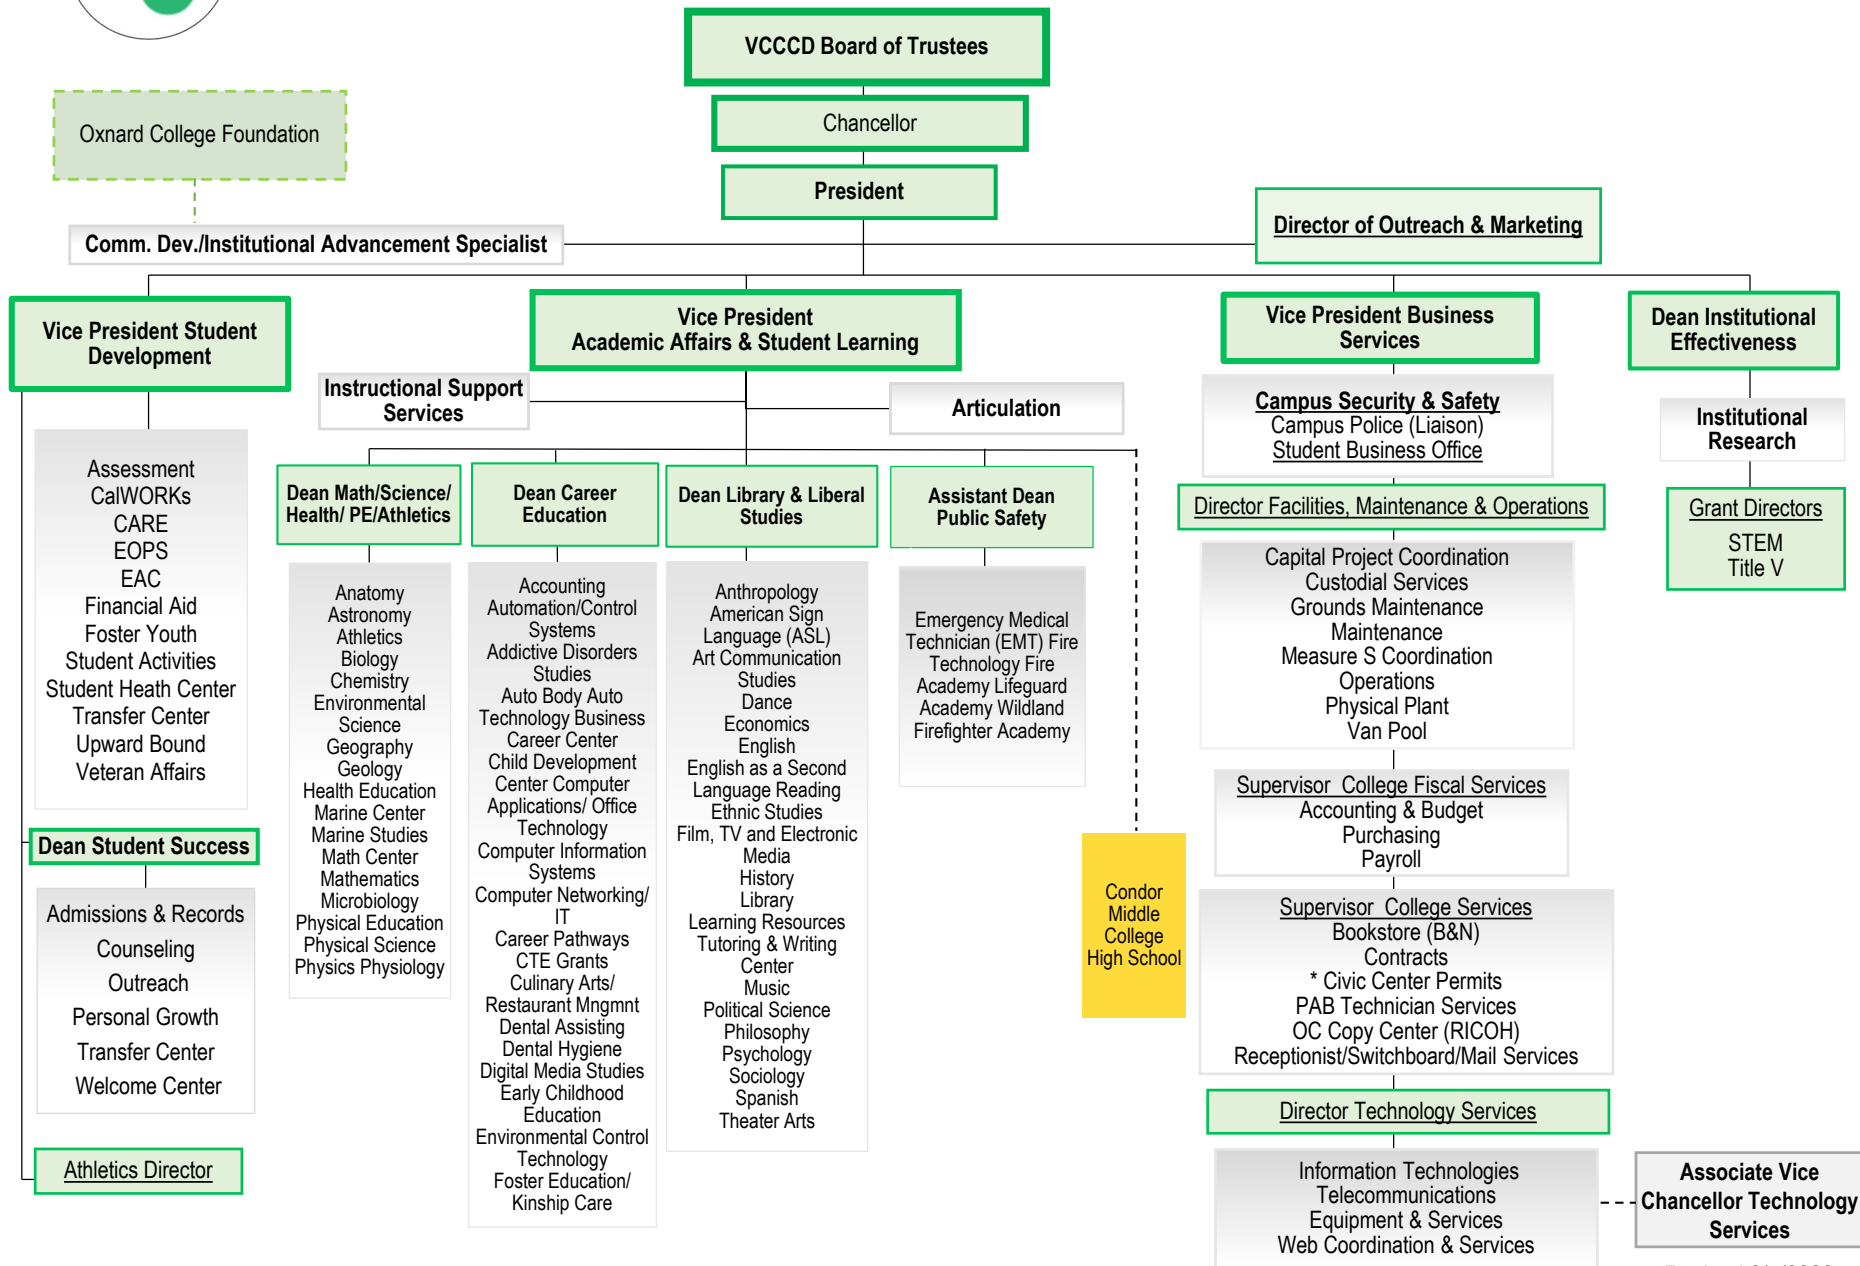 VCCCD Board of Trustees
Chancellor
President
Oxnard College Foundation
Comm. Dev./Institutional Advancement Specialist
Director of Outreach & Marketing
Vice President Student
Development
Vice President
Academic Affairs & Student Learning
Vice President Business
Services
Dean Institutional
Effectiveness
Instructional Support
Services
Articulation
Assessment
CalWORKs
CARE
EOPS
EAC
Financial Aid
Foster Youth
Student Activities
Student Heath Center
Transfer Center
Upward Bound
Veteran Affairs
Dean Student Success
Admissions & Records
Counseling
Outreach
Personal Growth
Transfer Center
Welcome Center
Athletics Director
Dean Math/Science/
Health/ PE/Athletics
Anatomy
Astronomy
Athletics
Biology
Chemistry
Environmental
Science
Geography
Geology
Health Education
Marine Center
Marine Studies
Math Center
Mathematics
Microbiology
Physical Education
Physical Science
Physics Physiology
Dean Career
Education
Accounting
Automation/Control
Systems
Addictive Disorders
Studies
Auto Body Auto
Technology Business
Career Center
Child Development
Center Computer
Applications/ Office
Technology
Computer Information
Systems
Computer Networking/
IT
Career Pathways
CTE Grants
Culinary Arts/
Restaurant Mngmnt
Dental Assisting
Dental Hygiene
Digital Media Studies
Early Childhood
Education
Environmental Control
Technology
Foster Education/
Kinship Care
Dean Library & Liberal
Studies
Anthropology
American Sign
Language (ASL)
Art Communication
Studies
Dance
Economics
English
English as a Second
Language Reading
Ethnic Studies
Film, TV and Electronic
Media
History
Library
Learning Resources
Tutoring & Writing
Center
Music
Political Science
Philosophy
Psychology
Sociology
Spanish
Theater Arts
Assistant Dean
Public Safety
Emergency Medical
Technician (EMT) Fire
Technology Fire
Academy Lifeguard
Academy Wildland
Firefighter Academy
Condor
Middle
College
High School
Campus Security & Safety
Campus Police (Liaison)
Student Business Office
Director Facilities, Maintenance & Operations
Capital Project Coordination
Custodial Services
Grounds Maintenance
Maintenance
Measure S Coordination
Operations
Physical Plant
Van Pool
Supervisor College Fiscal Services
Accounting & Budget
Purchasing
Payroll
Supervisor College Services
Bookstore (B&N)
Contracts
* Civic Center Permits
PAB Technician Services
OC Copy Center (RICOH)
Receptionist/Switchboard/Mail Services
Director Technology Services
Information Technologies
Telecommunications
Equipment & Services
Web Coordination & Services
Associate Vice
Chancellor Technology
Services
Institutional
Research
Grant Directors
STEM
Title V